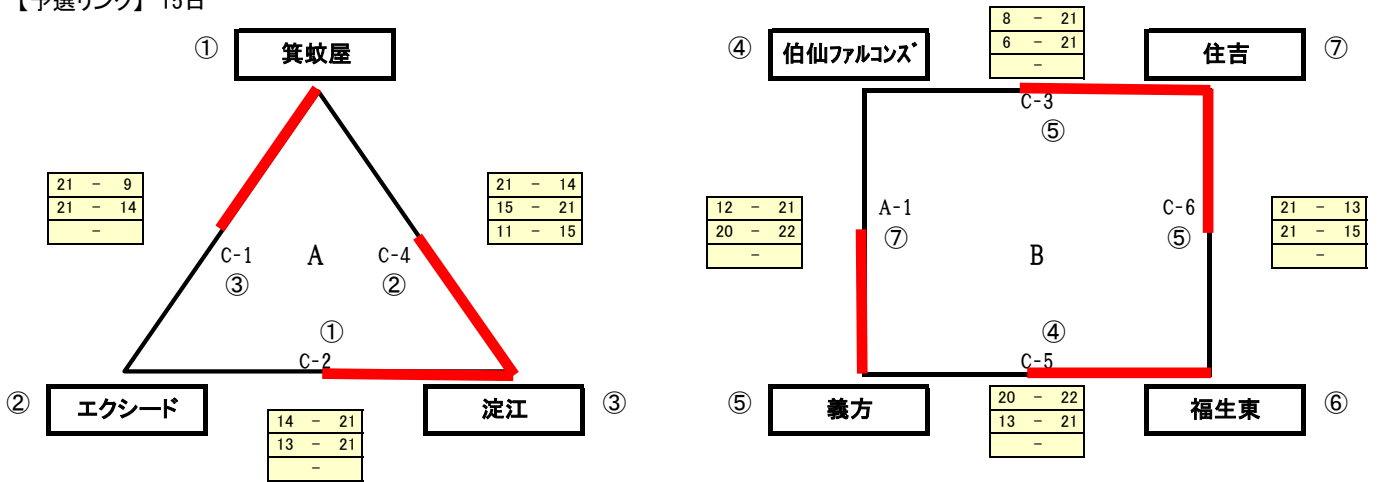 【予選リンク】 15日
① 箕蚊屋
21 - 9
21 - 14
-
21 - 14
15 - 21
11 - 15
C-1
③
A
C-4
②
①
C-2
② エクシード
淀江 ③
14 - 21
13 - 21
-
④ 伯仙ファルコンズ
8 - 21
6 - 21
-
住吉 ⑦
C-3
⑤
12 - 21
20 - 22
-
A-1
⑦
B
C-6
⑤
21 - 13
21 - 15
-
④
C-5
⑤ 義方
20 - 22
13 - 21
-
福生東 ⑥